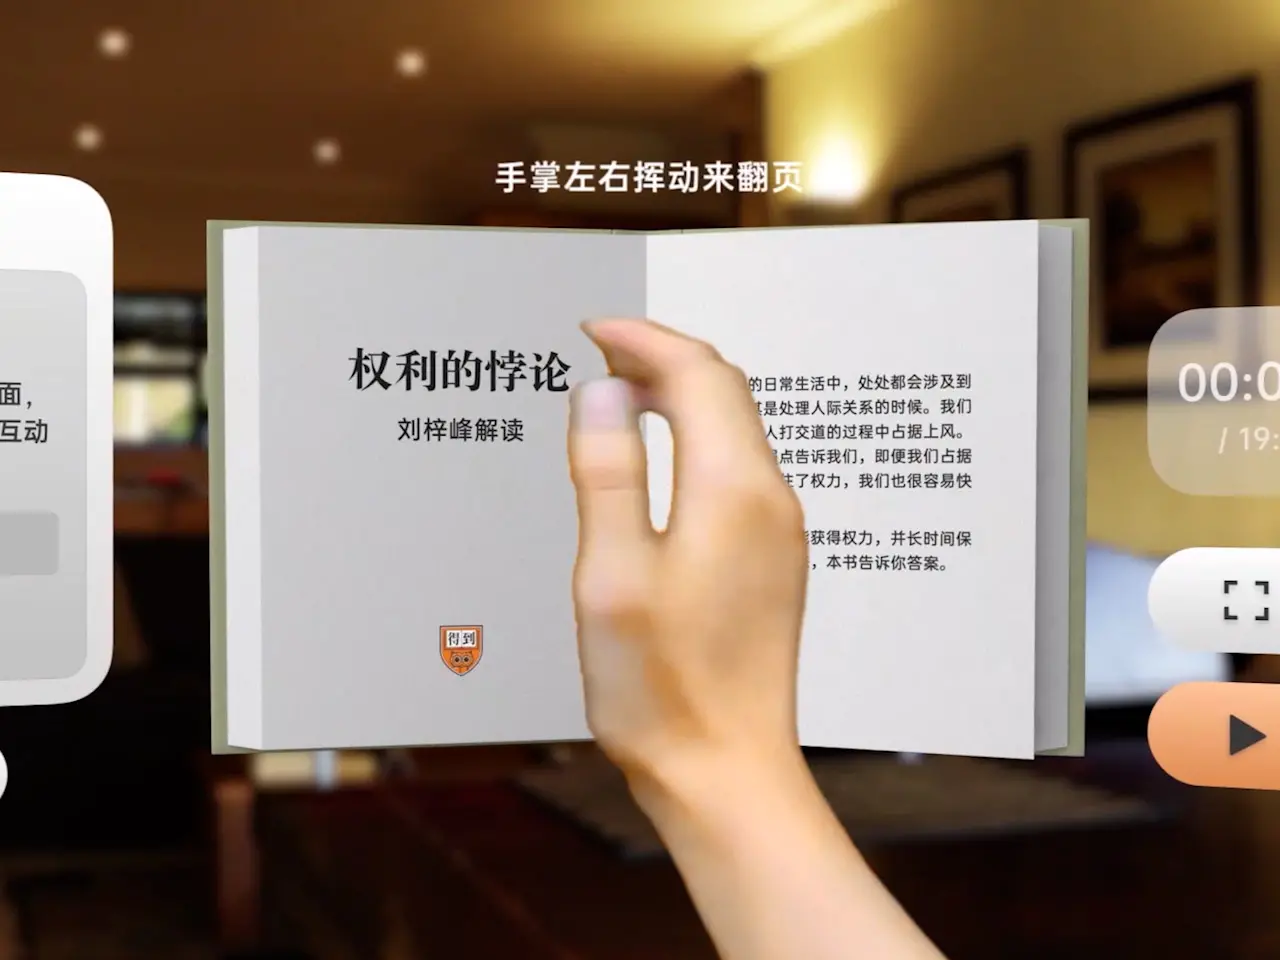 手掌左右挥动来翻页
面，
互动
权利的悖论
刘梓峰解读
得到
的日常生活中，处处都会涉及到
其是处理人际关系的时候。我们
人打交道的过程中占据上风。
点告诉我们，即便我们占据
住了权力，我们也很容易快
获得权力，并长时间保
，本书告诉你答案。
00:0
/ 19: